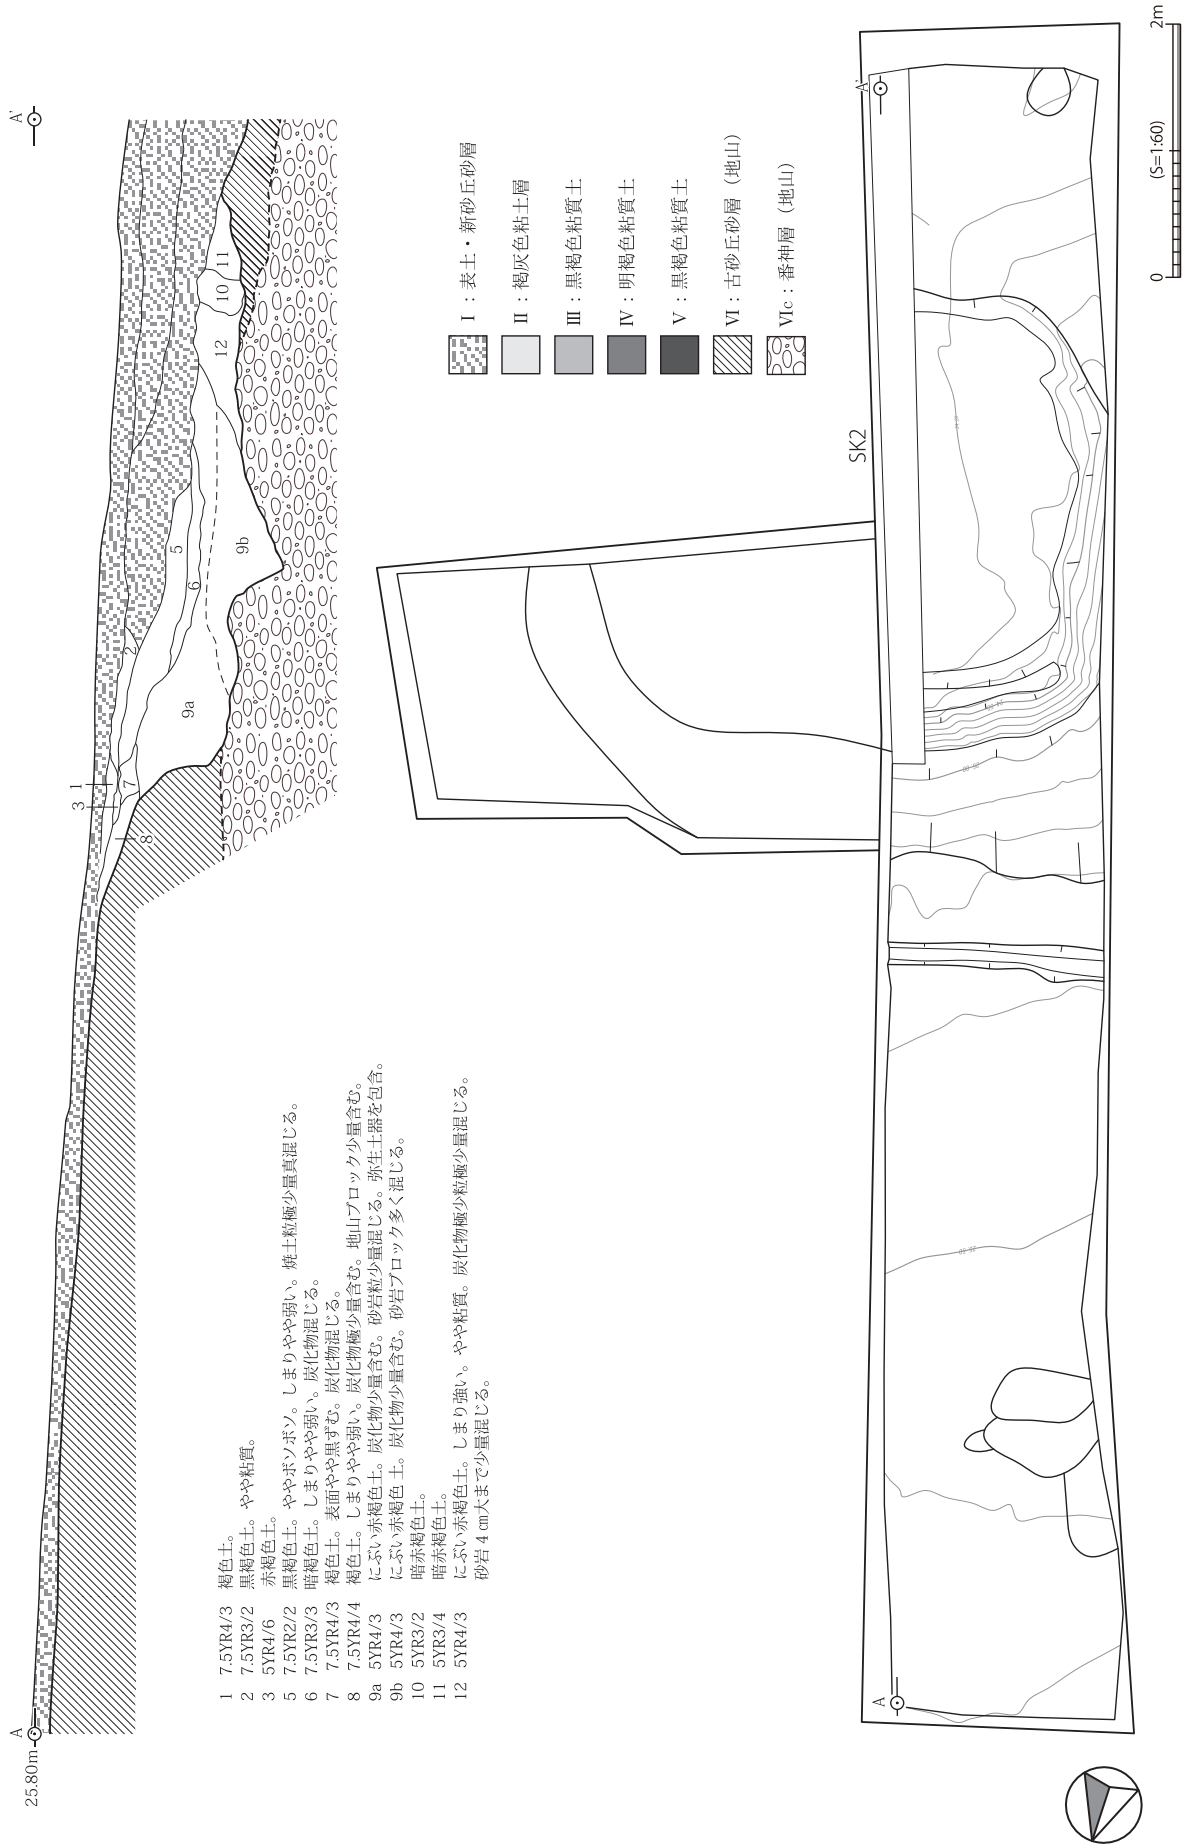 25.80m
A
A'
1
3
2
5
6
7
8
9a
9b
12
10
11
1 7.5YR4/3 褐色土。
2 7.5YR3/2 黒褐色土。やや粘質。
3 5YR4/6 赤褐色土。
5 7.5YR2/2 黒褐色土。ややボソボソ。しまりやや弱い。焼土粒極少量真混じる。
6 7.5YR3/3 暗褐色土。しまりやや弱い。炭化物混じる。
7 7.5YR4/3 褐色土。表面やや黒ずむ。炭化物混じる。
8 7.5YR4/4 褐色土。しまりやや弱い。炭化物極少量含む。地山ブロック少量含む。
9a 5YR4/3 にぶい赤褐色土。炭化物少量含む。砂岩粒少量混じる。弥生土器を包含。
9b 5YR4/3 にぶい赤褐色 土。炭化物少量含む。砂岩ブロック多く混じる。
10 5YR3/2 暗赤褐色土。
11 5YR3/4 暗赤褐色土。
12 5YR4/3 にぶい赤褐色土。しまり強い。やや粘質。炭化物極少粒極少量混じる。
砂岩 4 ㎝大まで少量混じる。
Ⅰ：表土・新砂丘砂層
Ⅱ：褐灰色粘土層
Ⅲ：黒褐色粘質土
Ⅳ：明褐色粘質土
Ⅴ：黒褐色粘質土
Ⅵ：古砂丘砂層（地山）
Ⅵc：番神層（地山）
SK2
A
A'
0 (S=1:60) 2m